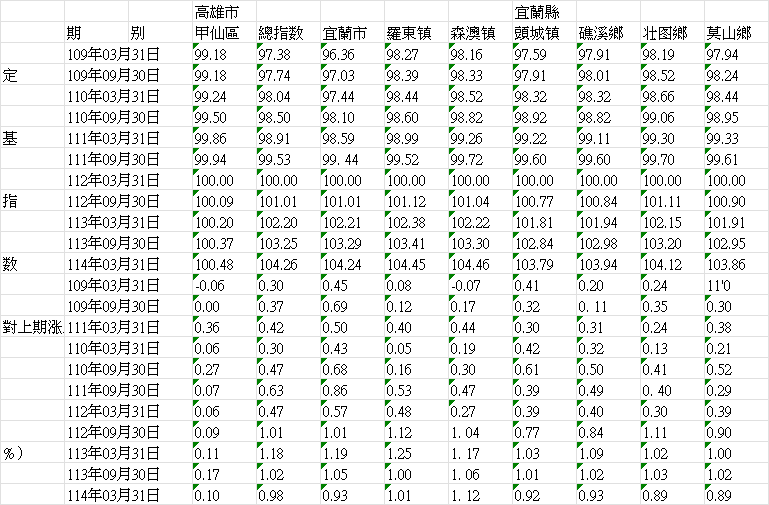 高雄市 宜蘭縣
期 別 甲仙區 總指数 宜蘭市 羅東镇 森澳镇 頭城镇 礁溪鄉 壮图鄉 莫山鄉
109年03月31日 99.18 97.38 96.36 98.27 98.16 97.59 97.91 98.19 97.94
定 109年09月30日 99.18 97.74 97.03 98.39 98.33 97.91 98.01 98.52 98.24
110年03月31日 99.24 98.04 97.44 98.44 98.52 98.32 98.32 98.66 98.44
110年09月30日 99.50 98.50 98.10 98.60 98.82 98.92 98.82 99.06 98.95
基 111年03月31日 99.86 98.91 98.59 98.99 99.26 99.22 99.11 99.30 99.33
111年09月30日 99.94 99.53 99. 44 99.52 99.72 99.60 99.60 99.70 99.61
112年03月31日 100.00 100.00 100.00 100.00 100.00 100.00 100.00 100.00 100.00
指 112年09月30日 100.09 101.01 101.01 101.12 101.04 100.77 100.84 101.11 100.90
113年03月31日 100.20 102.20 102.21 102.38 102.22 101.81 101.94 102.15 101.91
113年09月30日 100.37 103.25 103.29 103.41 103.30 102.84 102.98 103.20 102.95
数 114年03月31日 100.48 104.26 104.24 104.45 104.46 103.79 103.94 104.12 103.86
109年03月31日 -0.06 0.30 0.45 0.08 -0.07 0.41 0.20 0.24 11'0
109年09月30日 0.00 0.37 0.69 0.12 0.17 0.32 0. 11 0.35 0.30
對上期涨 111年03月31日 0.36 0.42 0.50 0.40 0.44 0.30 0.31 0.24 0.38
110年03月31日 0.06 0.30 0.43 0.05 0.19 0.42 0.32 0.13 0.21
110年09月30日 0.27 0.47 0.68 0.16 0.30 0.61 0.50 0.41 0.52
111年09月30日 0.07 0.63 0.86 0.53 0.47 0.39 0.49 0. 40 0.29
112年03月31日 0.06 0.47 0.57 0.48 0.27 0.39 0.40 0.30 0.39
112年09月30日 0.09 1.01 1.01 1.12 1. 04 0.77 0.84 1.11 0.90
%） 113年03月31日 0.11 1.18 1.19 1.25 1. 17 1.03 1.09 1.02 1.00
113年09月30日 0.17 1.02 1.05 1.00 1. 06 1.01 1.02 1.03 1.02
114年03月31日 0.10 0.98 0.93 1.01 1. 12 0.92 0.93 0.89 0.89